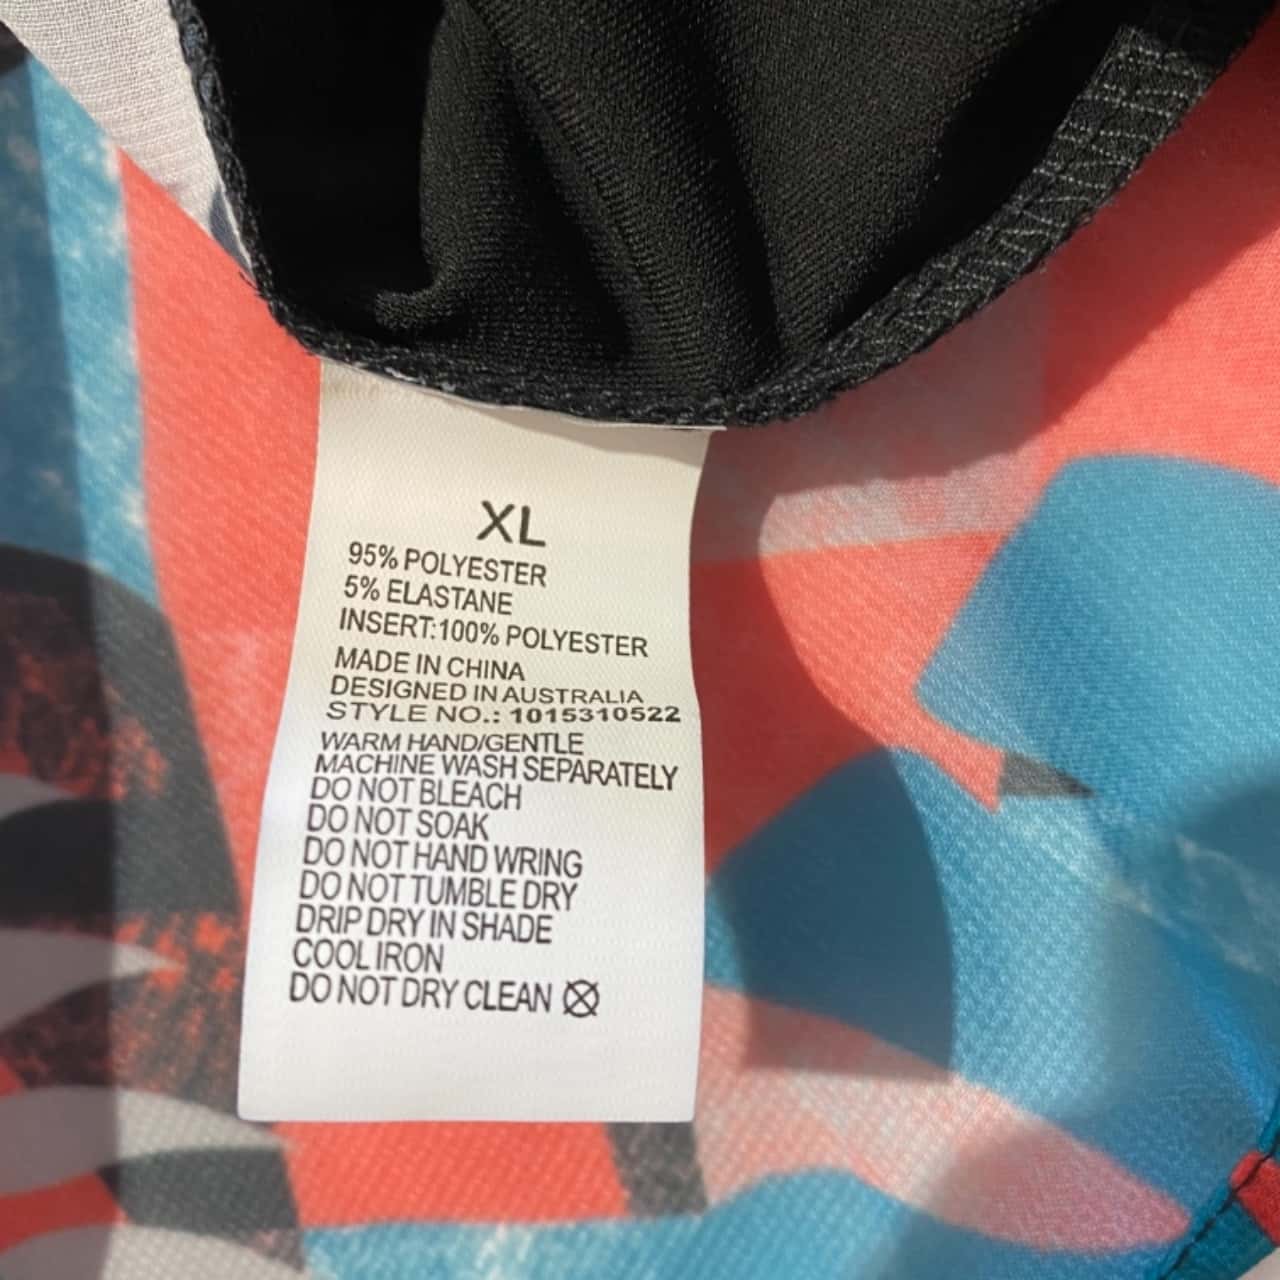 XL
95% POLYESTER
5% ELASTANE
INSERT:100% POLYESTER
MADE IN CHINA
DESIGNED IN AUSTRALIA
STYLE NO.: 1015310522
WARM HAND/GENTLE
MACHINE WASH SEPARATELY
DO NOT BLEACH
DO NOT SOAK
DO NOT HAND WRING
DO NOT TUMBLE DRY
DRIP DRY IN SHADE
COOL IRON
DO NOT DRY CLEAN